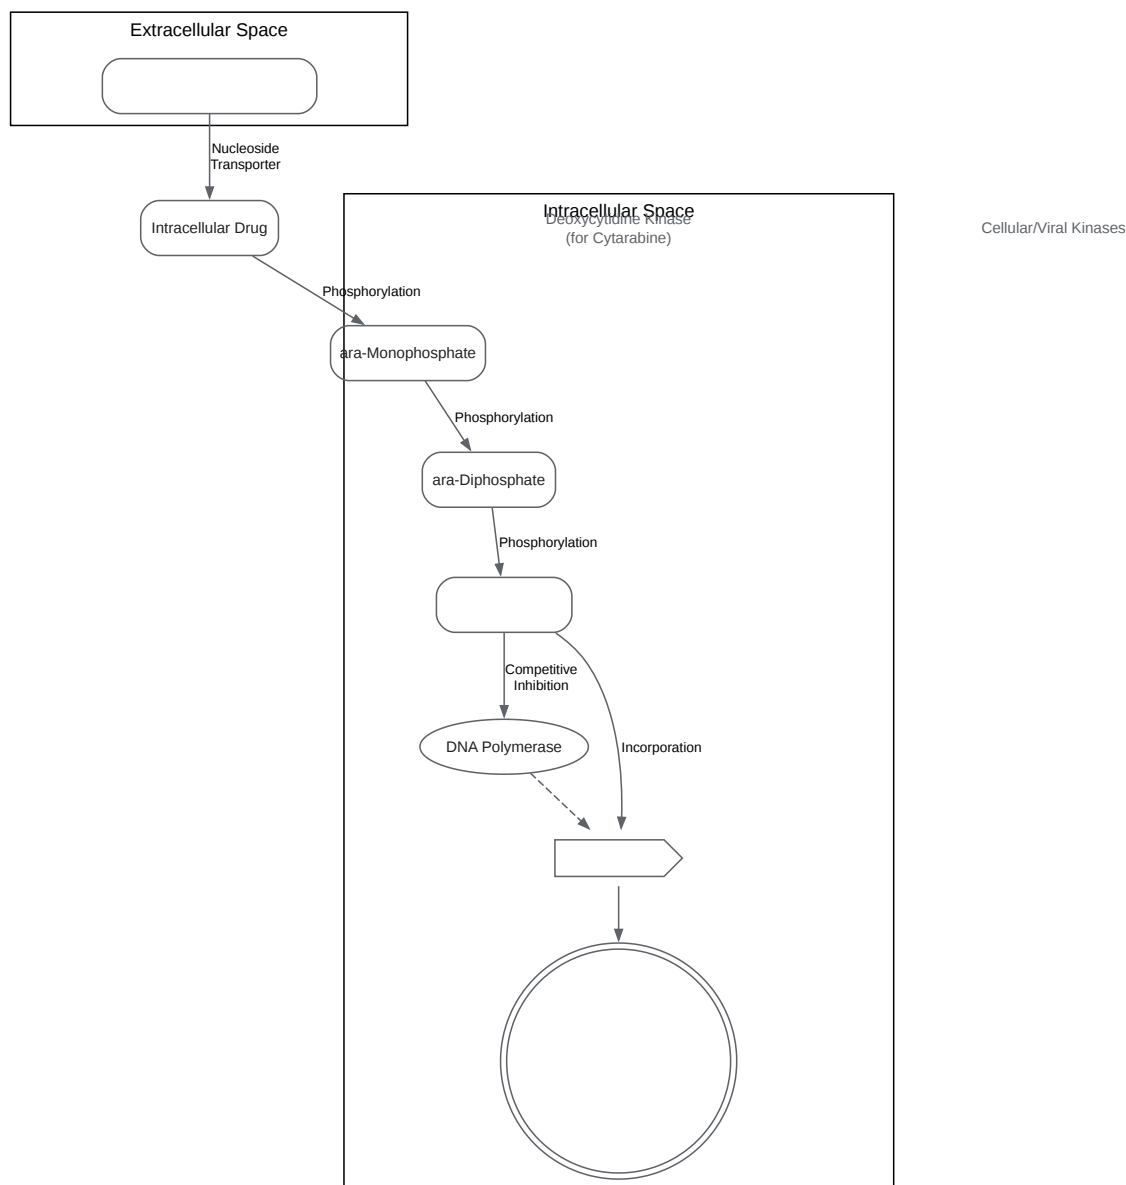 Extracellular Space
Nucleoside
Transporter
Intracellular Space
Deoxycytidine Kinase
(for Cytarabine)
Intracellular Drug
Cellular/Viral Kinases
Phosphorylation
ara-Monophosphate
Phosphorylation
ara-Diphosphate
Phosphorylation
Competitive
Inhibition
DNA Polymerase
Incorporation